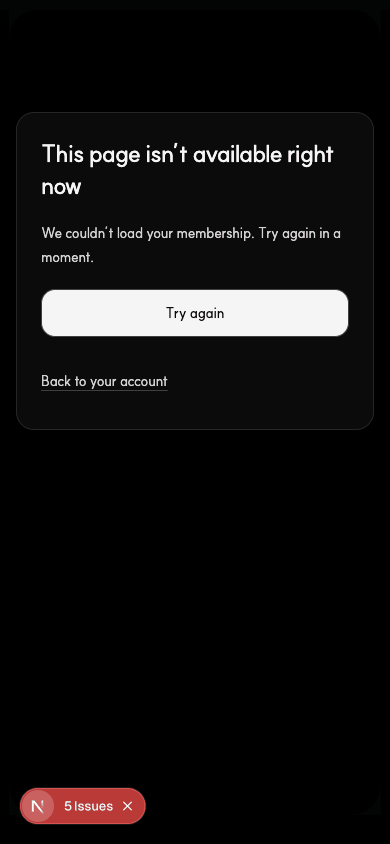 This page isn't available right
now
We couldn't load your membership. Try again in a
moment.
Try again
Back to your account
N 5 Issues ×